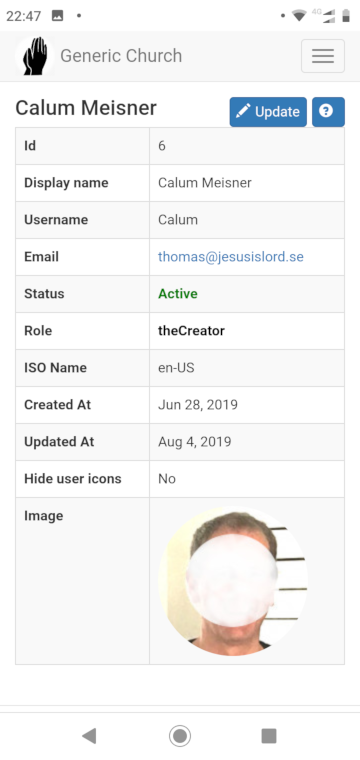 22:47
4G
Generic Church
Calum Meisner
Update
?
Id 6
Display name Calum Meisner
Username Calum
Email thomas@jesusislord.se
Status Active
Role theCreator
ISO Name en-US
Created At Jun 28, 2019
Updated At Aug 4, 2019
Hide user icons No
Image